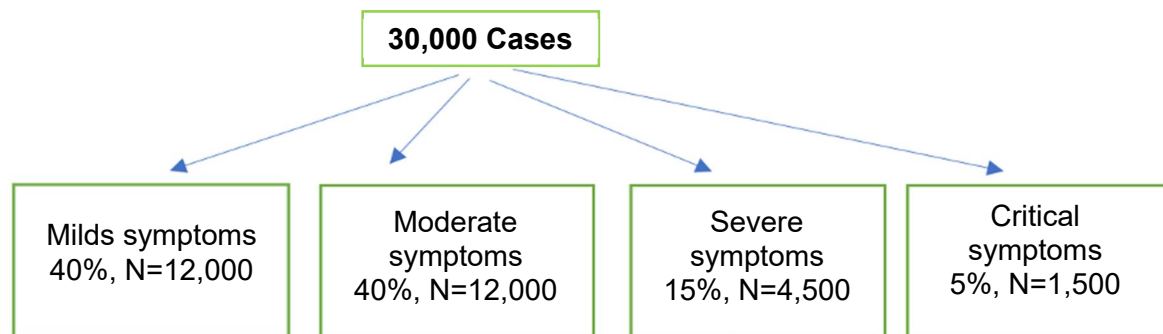 30,000 Cases
Milds symptoms
40%, N=12,000
Moderate
symptoms
40%, N=12,000
Severe
symptoms
15%, N=4,500
Critical
symptoms
5%, N=1,500